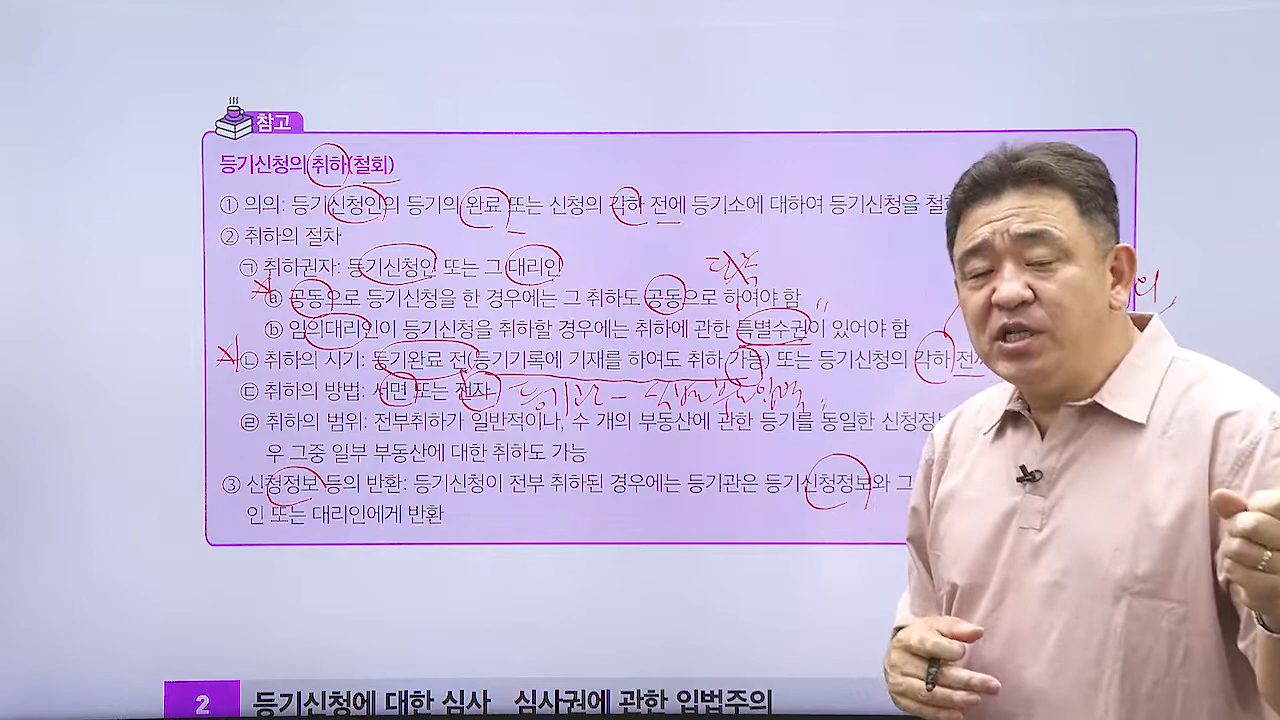 참고
등기신청의 취하(철회)
① 의의: 등기신청인의 등기의 완료 또는 신청의 각하 전에 등기소에 대하여 등기신청을 철회
② 취하의 절차
㉠ 취하권자: 등기신청인 또는 그 대리인
단독
ⓐ 공동으로 등기신청을 한 경우에는 그 취하도 공동으로 하여야 함
ⓑ 임의대리인이 등기신청을 취하할 경우에는 취하에 관한 특별수권이 있어야 함
㉡ 취하의 시기: 등기완료 전(등기기록에 기재를 하여도 취하 가능) 또는 등기신청의 각하 전
㉢ 취하의 방법: 서면 또는 전자 등기관 - 식별부호 입력
㉣ 취하의 범위: 전부취하가 일반적이나, 수 개의 부동산에 관한 등기를 동일한 신청정보
우 그중 일부 부동산에 대한 취하도 가능
③ 신청정보 등의 반환: 등기신청이 전부 취하된 경우에는 등기관은 등기신청정보와 그
인 또는 대리인에게 반환
2 등기신청에 대한 심사 심사권에 관한 입법주의